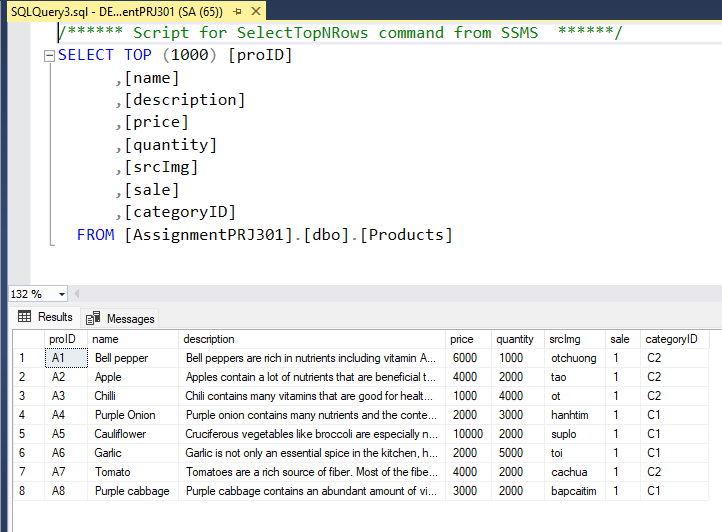 SQLQuery3.sql - DE...entPRJ301 (SA (65))
/****** Script for SelectTopNRows command from SSMS ******/
SELECT TOP (1000) [proID]
,[name]
,[description]
,[price]
,[quantity]
,[srcImg]
,[sale]
,[categoryID]
FROM [AssignmentPRJ301].[dbo].[Products]
132 %
Results Messages
proID name description price quantity srcImg sale categoryID
1 A1 Bell pepper Bell peppers are rich in nutrients including vitamin A... 6000 1000 otchuong 1 C2
2 A2 Apple Apples contain a lot of nutrients that are beneficial t... 4000 2000 tao 1 C2
3 A3 Chilli Chili contains many vitamins that are good for healt... 1000 4000 ot 1 C2
4 A4 Purple Onion Purple onion contains many nutrients and the conte... 2000 3000 hanhtim 1 C1
5 A5 Cauliflower Cruciferous vegetables like broccoli are especially n... 10000 2000 suplo 1 C1
6 A6 Garlic Garlic is not only an essential spice in the kitchen, h... 2000 5000 toi 1 C1
7 A7 Tomato Tomatoes are a rich source of fiber. Most of the fibe... 4000 2000 cachua 1 C2
8 A8 Purple cabbage Purple cabbage contains an abundant amount of vi... 3000 2000 bapcaitim 1 C1